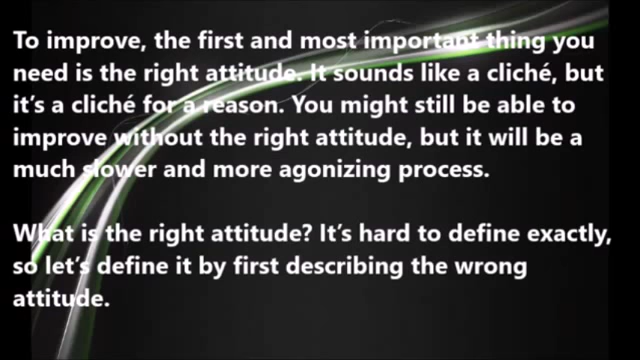 To improve, the first and most important thing you
need is the right attitude. It sounds like a cliché, but
it's a cliché for a reason. You might still be able to
improve without the right attitude, but it will be a
much slower and more agonizing process.
What is the right attitude? It's hard to define exactly,
so let's define it by first describing the wrong
attitude.